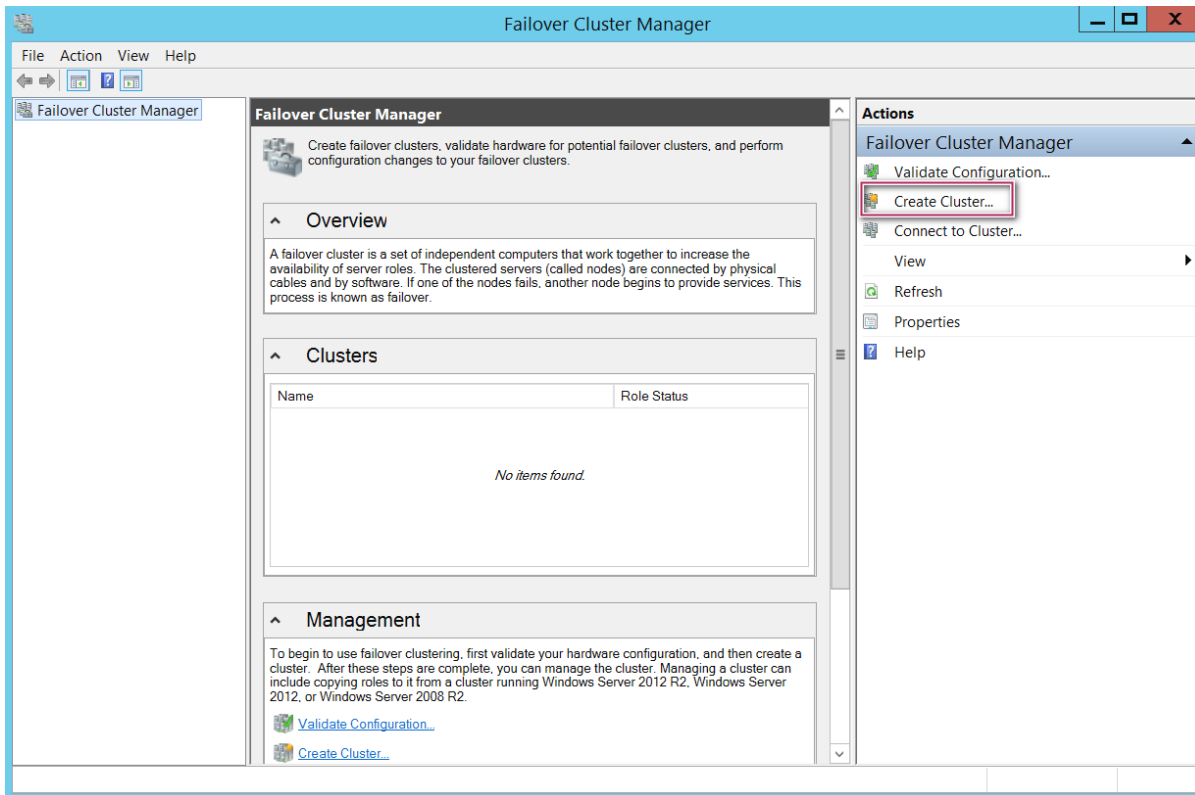 Failover Cluster Manager
File Action View Help
Failover Cluster Manager
Failover Cluster Manager
Create failover clusters, validate hardware for potential failover clusters, and perform
configuration changes to your failover clusters.
Overview
A failover cluster is a set of independent computers that work together to increase the
availability of server roles. The clustered servers (called nodes) are connected by physical
cables and by software. If one of the nodes fails, another node begins to provide services. This
process is known as failover.
Clusters
Name Role Status
No items found.
Management
To begin to use failover clustering, first validate your hardware configuration, and then create a
cluster. After these steps are complete, you can manage the cluster. Managing a cluster can
include copying roles to it from a cluster running Windows Server 2012 R2, Windows Server
2012, or Windows Server 2008 R2.
Validate Configuration...
Create Cluster...
Actions
Failover Cluster Manager
Validate Configuration...
Create Cluster...
Connect to Cluster...
View
Refresh
Properties
Help